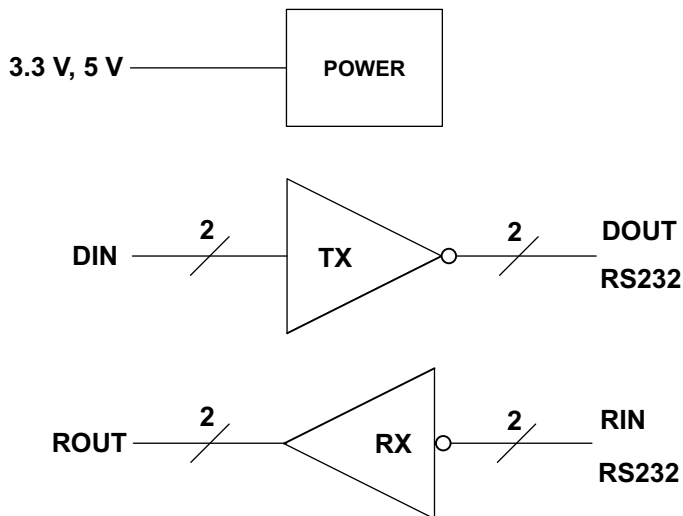 3.3 V, 5 V
POWER
DIN
2
TX
2
DOUT
RS232
ROUT
2
RX
2
RIN
RS232